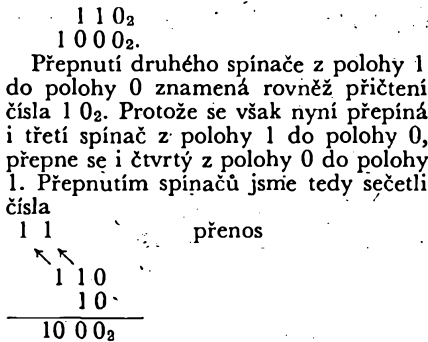 1 1 0₂
1 0 0 0₂.
Přepnutí druhého spínače z polohy 1
do polohy 0 znamená rovněž přičtení
čísla 1 0₂. Protože se však nyní přepíná
i třetí spínač z polohy 1 do polohy 0,
přepne se i čtvrtý z polohy 0 do polohy
1. Přepnutím spínačů jsme tedy sečetli
čísla
1 1 přenos
1 1 0
1 0
10 0 0₂